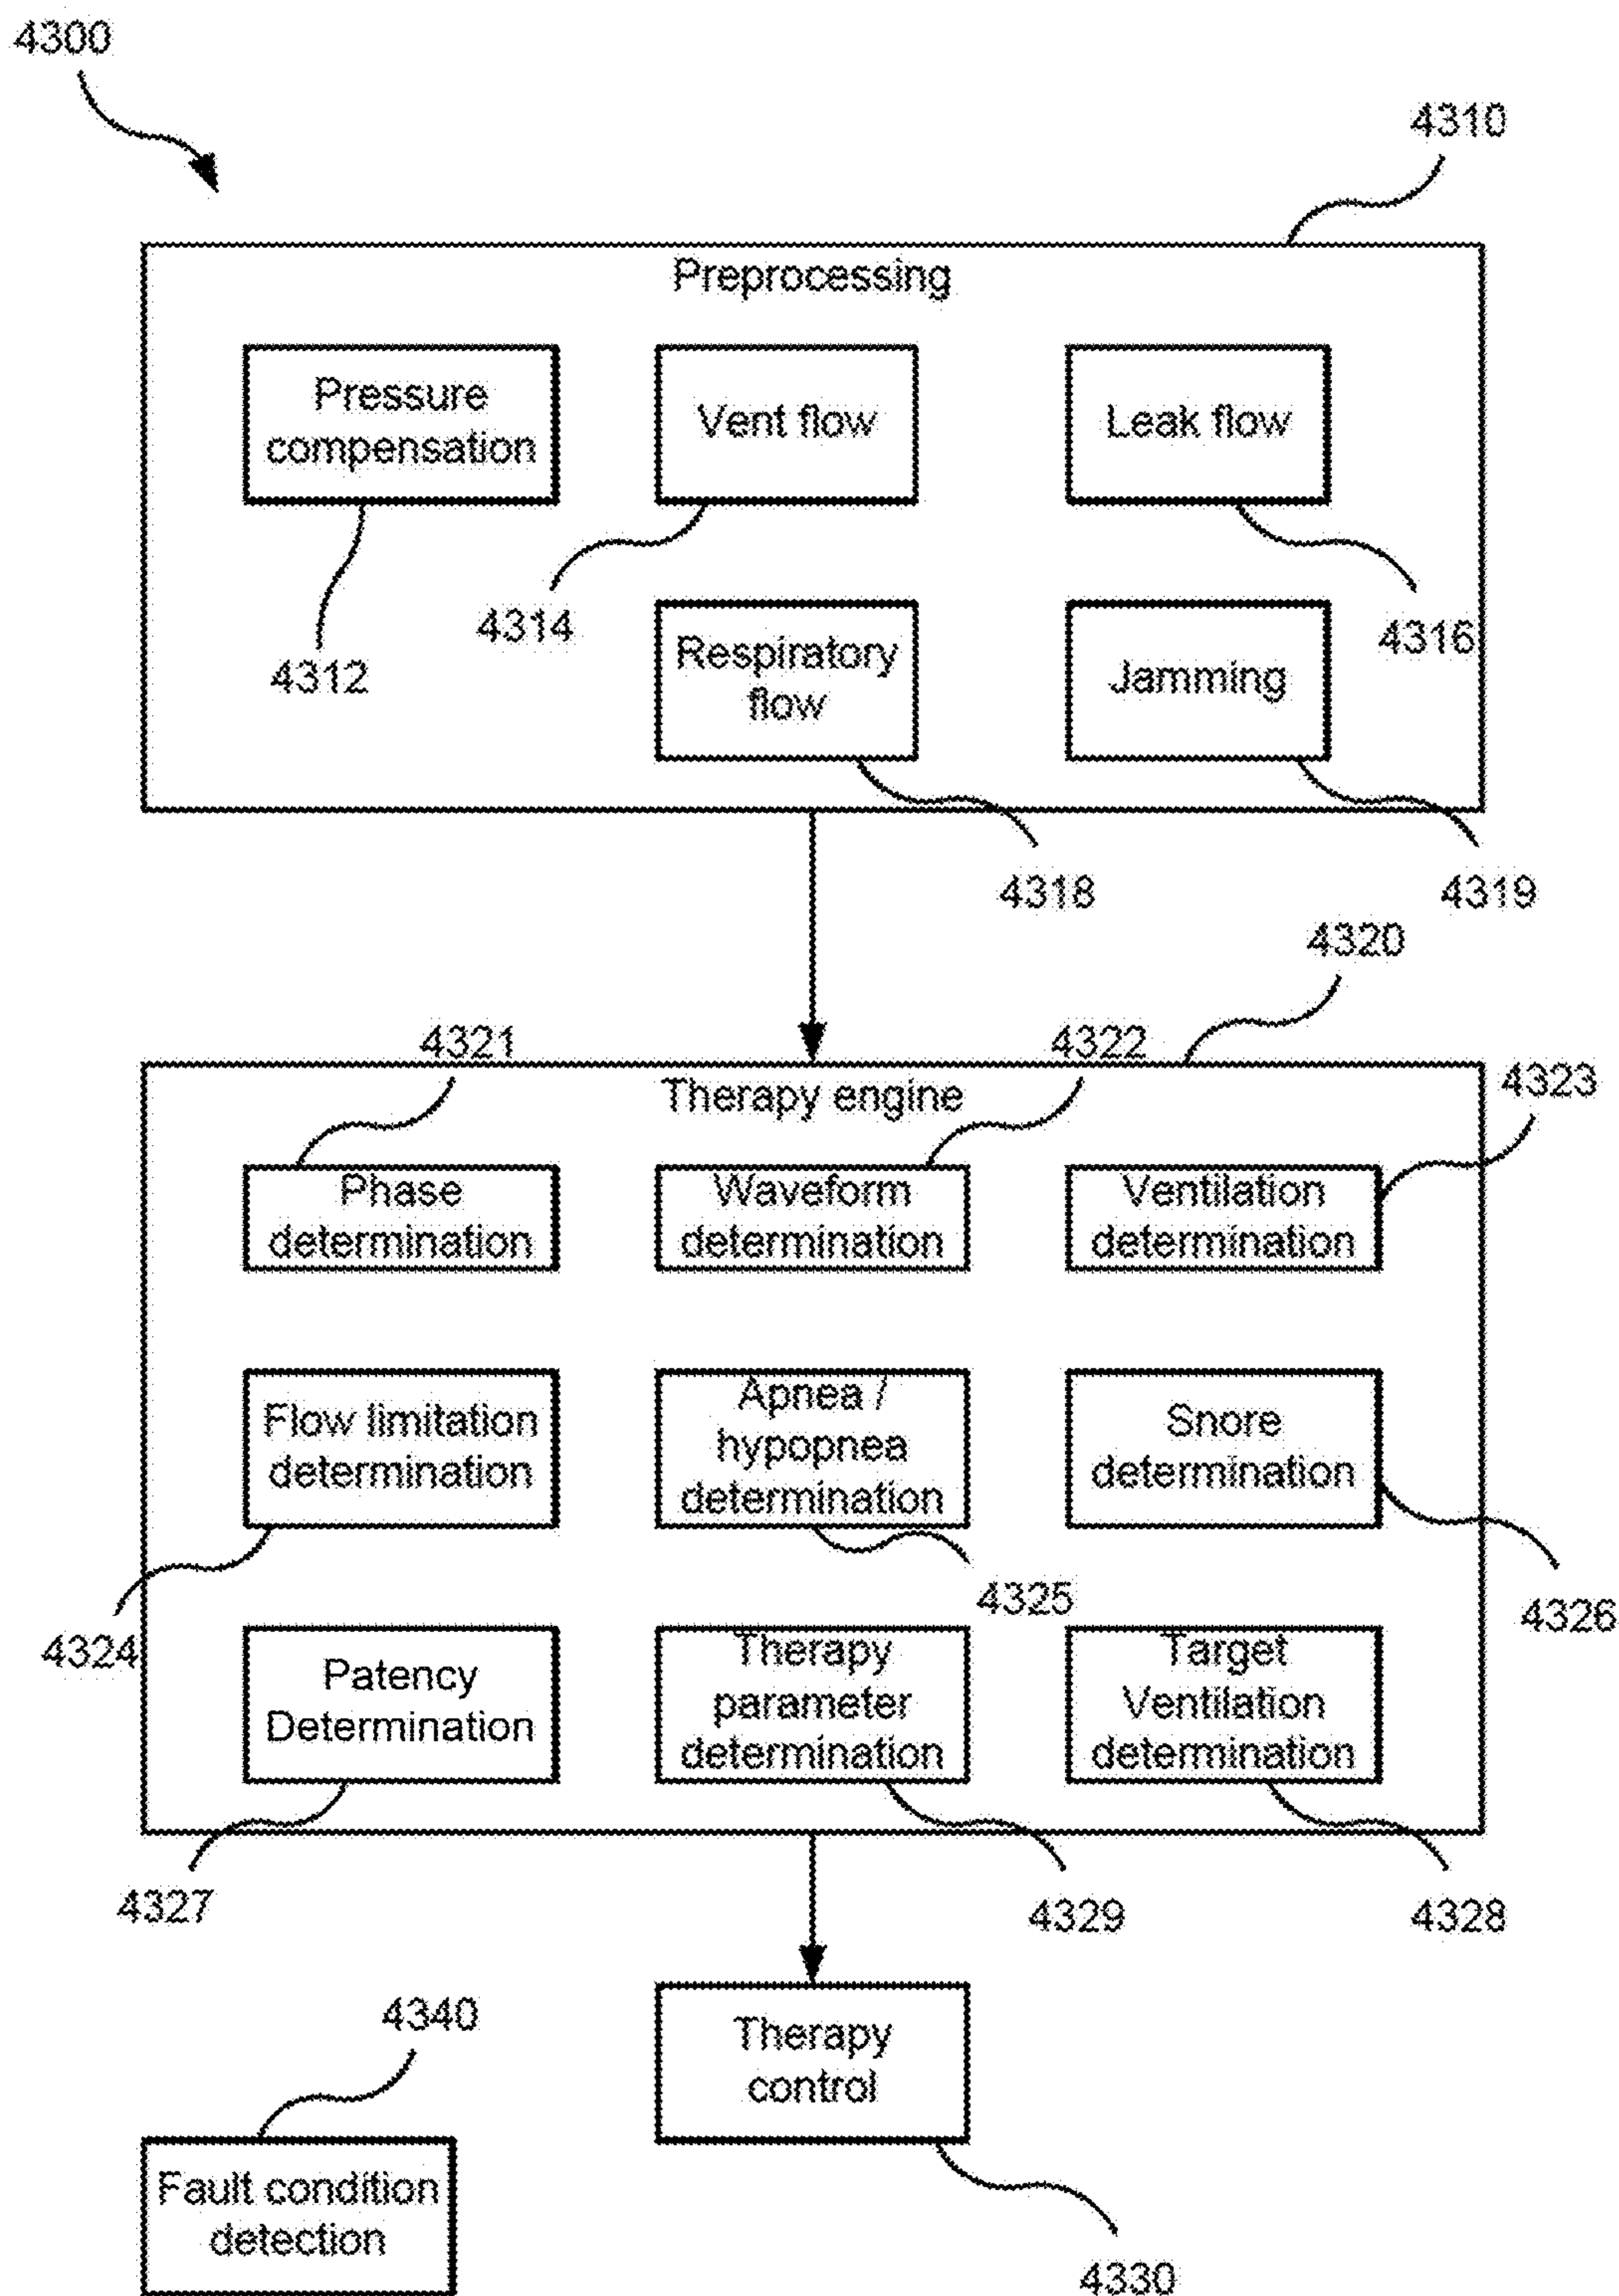 4300
4310
Preprocessing
Pressure
compensation
Vent flow
Leak flow
4312
4314
4316
Respiratory
flow
Jamming
4318
4319
4320
4321
4322
4323
Therapy engine
Phase
determination
Waveform
determination
Ventilation
determination
Flow limitation
determination
Apnea /
hypopnea
determination
Snore
determination
4324
4325
4326
Patency
Determination
Therapy
parameter
determination
Target
Ventilation
determination
4327
4329
4328
4340
Therapy
control
Fault condition
detection
4330